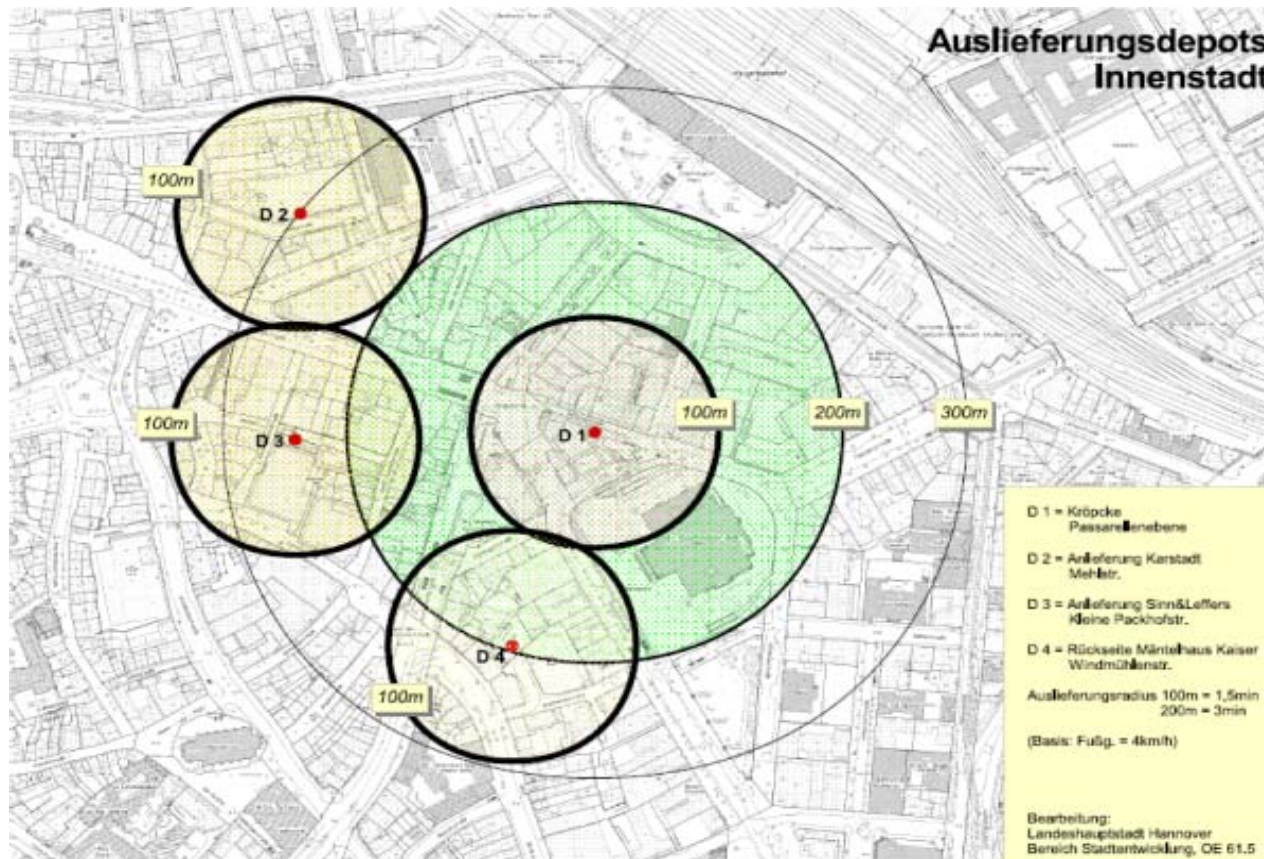 Auslieferungsdepots
Innenstadt
100m
D 2
100m
D 3
D 1
100m
200m
300m
D 4
100m
D 1 = Kröpcke
Passarellenebene
D 2 = Anlieferung Karstadt
Mehlstr.
D 3 = Anlieferung Sinn&Leffers
Kleine Packhofstr.
D 4 = Rückseite Mäntelhaus Kaiser
Windmühlenstr.
Auslieferungsradius 100m = 1,5min
200m = 3min
(Basis: Fußg. = 4km/h)
Bearbeitung:
Landeshauptstadt Hannover
Bereich Stadtentwicklung, OE 61.5